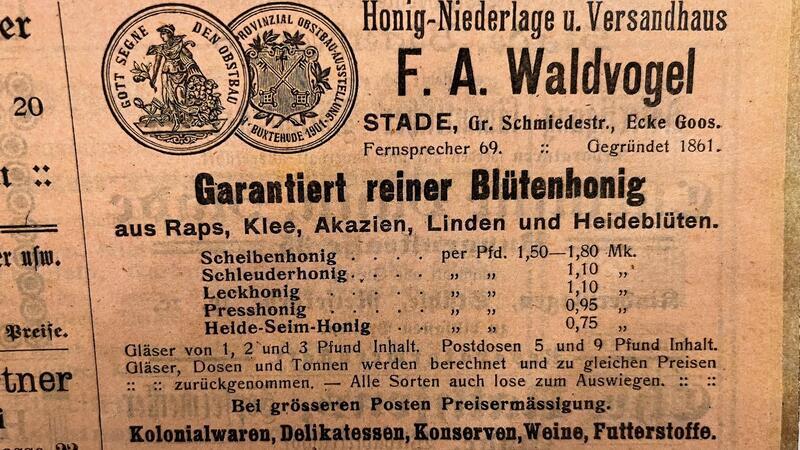 er
20
t ::
er usw.
Preise.
tner
i
GOTT SEGNE DEN OBSTBAU
PROVINZIAL OBSTBAU-AUSSTELLUNG
BUXTEHUDE 1901
Honig-Niederlage u. Versandhaus
F. A. Waldvogel
STADE, Gr. Schmiedestr., Ecke Goos.
Fernsprecher 69. :: Gegründet 1861.
Garantiert reiner Blütenhonig
aus Raps, Klee, Akazien, Linden und Heideblüten.
Scheibenhonig . . . . per Pfd. 1,50—1,80 Mk.
Schleuderhonig . . . . „ „ 1,10 „
Leckhonig . . . . „ „ 1,10 „
Presshonig . . . . „ „ 0,95 „
Heide-Seim-Honig . . . „ „ 0,75 „
Gläser von 1, 2 und 3 Pfund Inhalt. Postdosen 5 und 9 Pfund Inhalt.
Gläser, Dosen und Tonnen werden berechnet und zu gleichen Preisen
:: :: zurückgenommen. — Alle Sorten auch lose zum Auswiegen. :: ::
Bei grösseren Posten Preisermässigung.
Kolonialwaren, Delikatessen, Konserven, Weine, Futterstoffe.